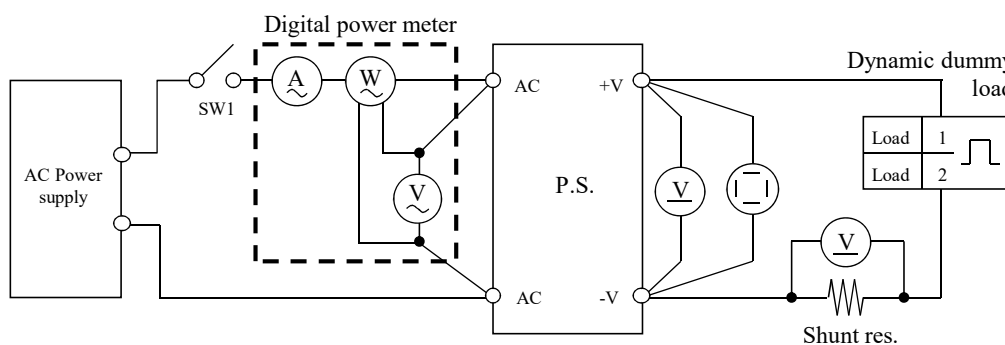 Digital power meter
A
W
SW1
V
AC Power
supply
AC
+V
P.S.
V
AC
-V
Dynamic dummy
load
Load 1
Load 2
V
Shunt res.